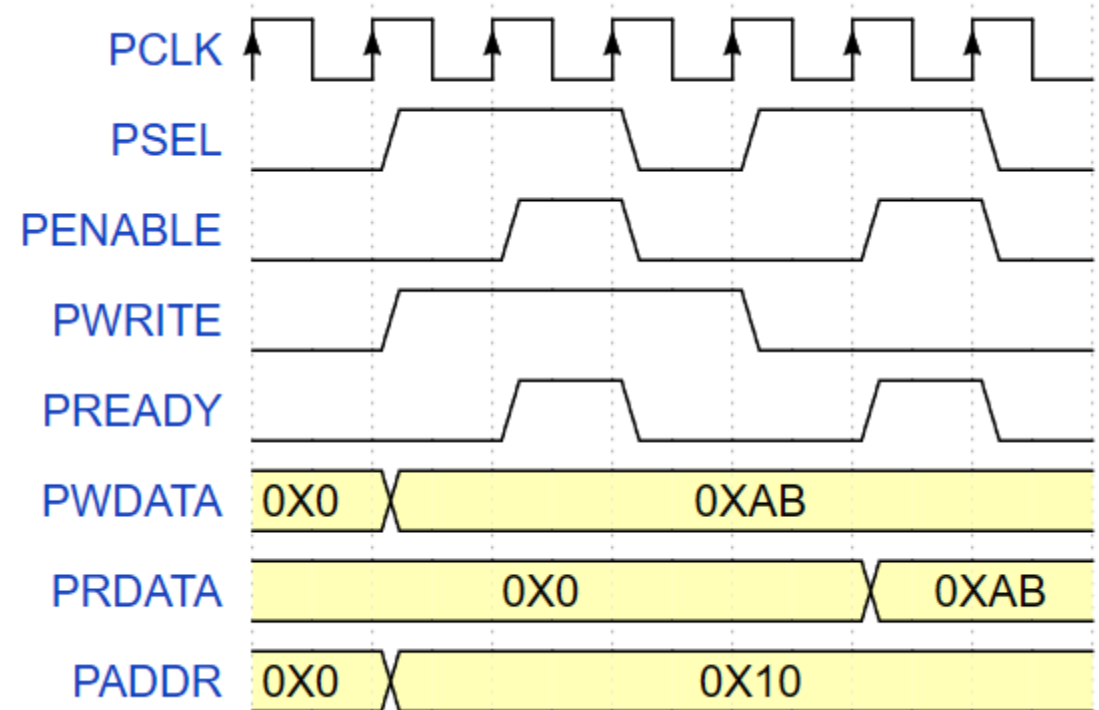 PCLK
PSEL
PENABLE
PWRITE
PREADY
PWDATA 0X0 0XAB
PRDATA 0X0 0XAB
PADDR 0X0 0X10